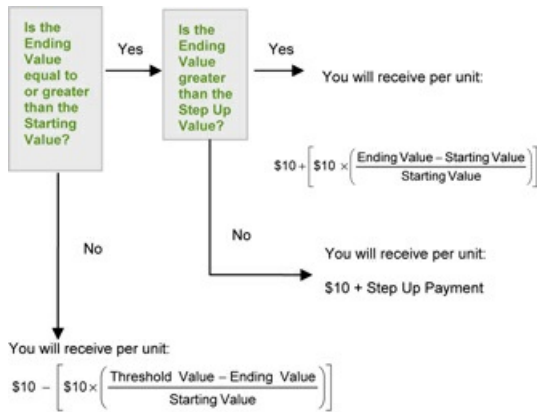 Is the
Ending
Value
equal to
or greater
than the
Starting
Value?
Yes
Is the
Ending
Value
greater
than the
Step Up
Value?
Yes
You will receive per unit:
$10 + [ $10 × ( Ending Value – Starting Value
Starting Value ) ]
No
You will receive per unit:
$10 + Step Up Payment
No
You will receive per unit:
$10 – [ $10 × ( Threshold Value – Ending Value
Starting Value ) ]